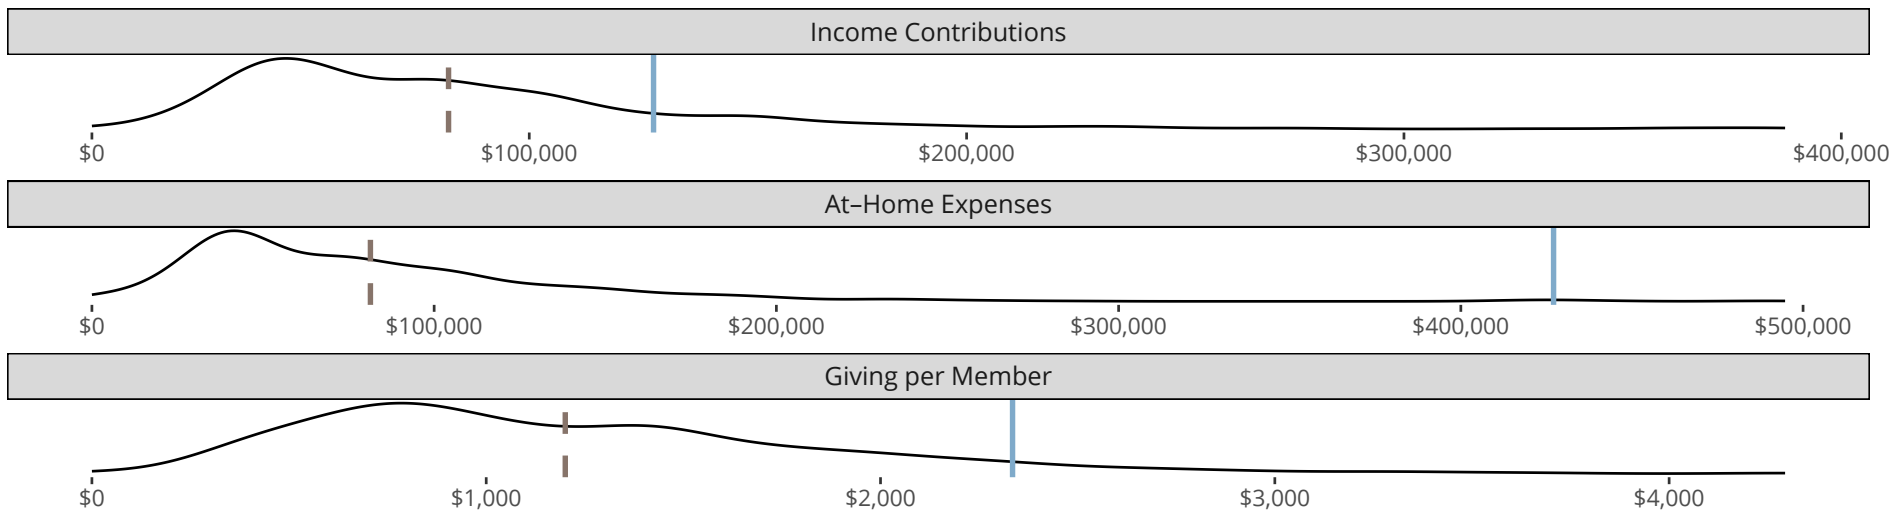 Income Contributions
$0 $100,000 $200,000 $300,000 $400,000
At–Home Expenses
$0 $100,000 $200,000 $300,000 $400,000 $500,000
Giving per Member
$0 $1,000 $2,000 $3,000 $4,000